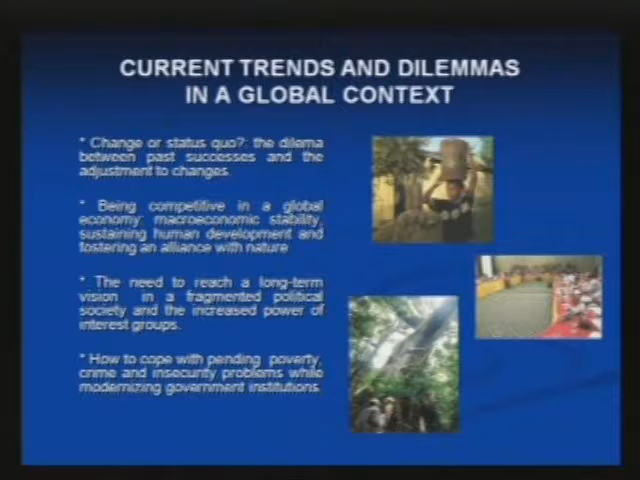 CURRENT TRENDS AND DILEMMAS
IN A GLOBAL CONTEXT
* Change or status quo?: the dilema
between past successes and the
adjustment to changes.
* Being competitive in a global
economy: macroeconomic stability,
sustaining human development and
fostering an alliance with nature
* The need to reach a long-term
vision in a fragmented political
society and the increased power of
interest groups.
* How to cope with pending poverty,
crime and insecurity problems while
modernizing government institutions.